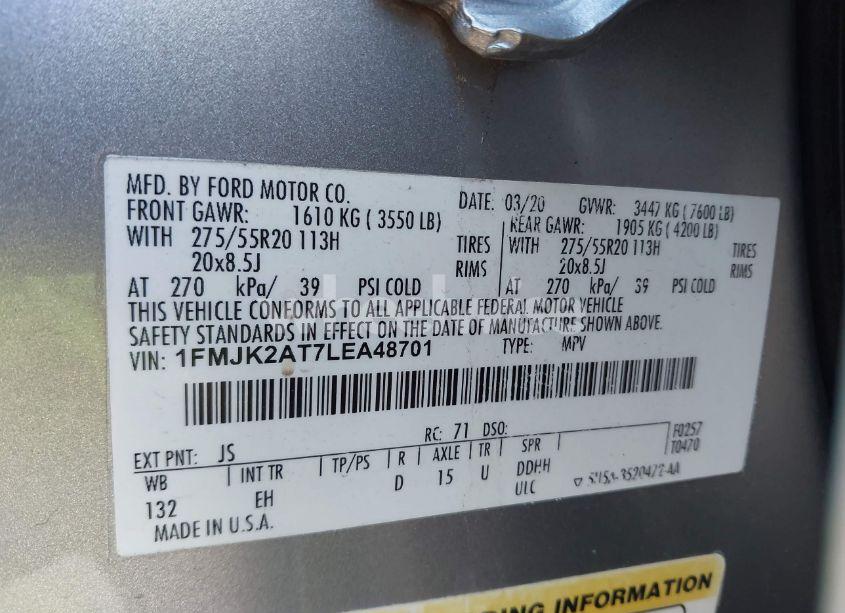 MFD. BY FORD MOTOR CO.
DATE: 03/20 GVWR: 3447 KG ( 7600 LB)
FRONT GAWR: 1610 KG ( 3550 LB)
REAR GAWR: 1905 KG ( 4200 LB)
WITH 275/55R20 113H TIRES
WITH 275/55R20 113H TIRES
20x8.5J RIMS
20x8.5J RIMS
AT 270 kPa/ 39 PSI COLD
AT 270 kPa/ 39 PSI COLD
THIS VEHICLE CONFORMS TO ALL APPLICABLE FEDERAL MOTOR VEHICLE
SAFETY STANDARDS IN EFFECT ON THE DATE OF MANUFACTURE SHOWN ABOVE.
VIN: 1FMJK2AT7LEA48701 TYPE: MPV
RC: 71 DSO:
F0257
T0470
EXT PNT: JS
WB INT TR TP/PS R AXLE TR SPR
132 EH D 15 U DDHH
ULC
MADE IN U.S.A.
ING INFORMATION